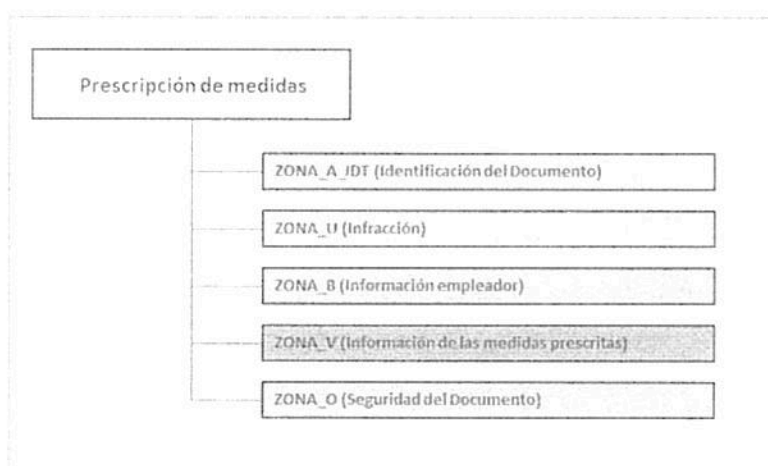 Prescripción de medidas
ZONA_A_IDT (Identificación del Documento)
ZONA_U (Infracción)
ZONA_B (Información empleador)
ZONA_V (Información de las medidas prescritas)
ZONA_O (Seguridad del Documento)